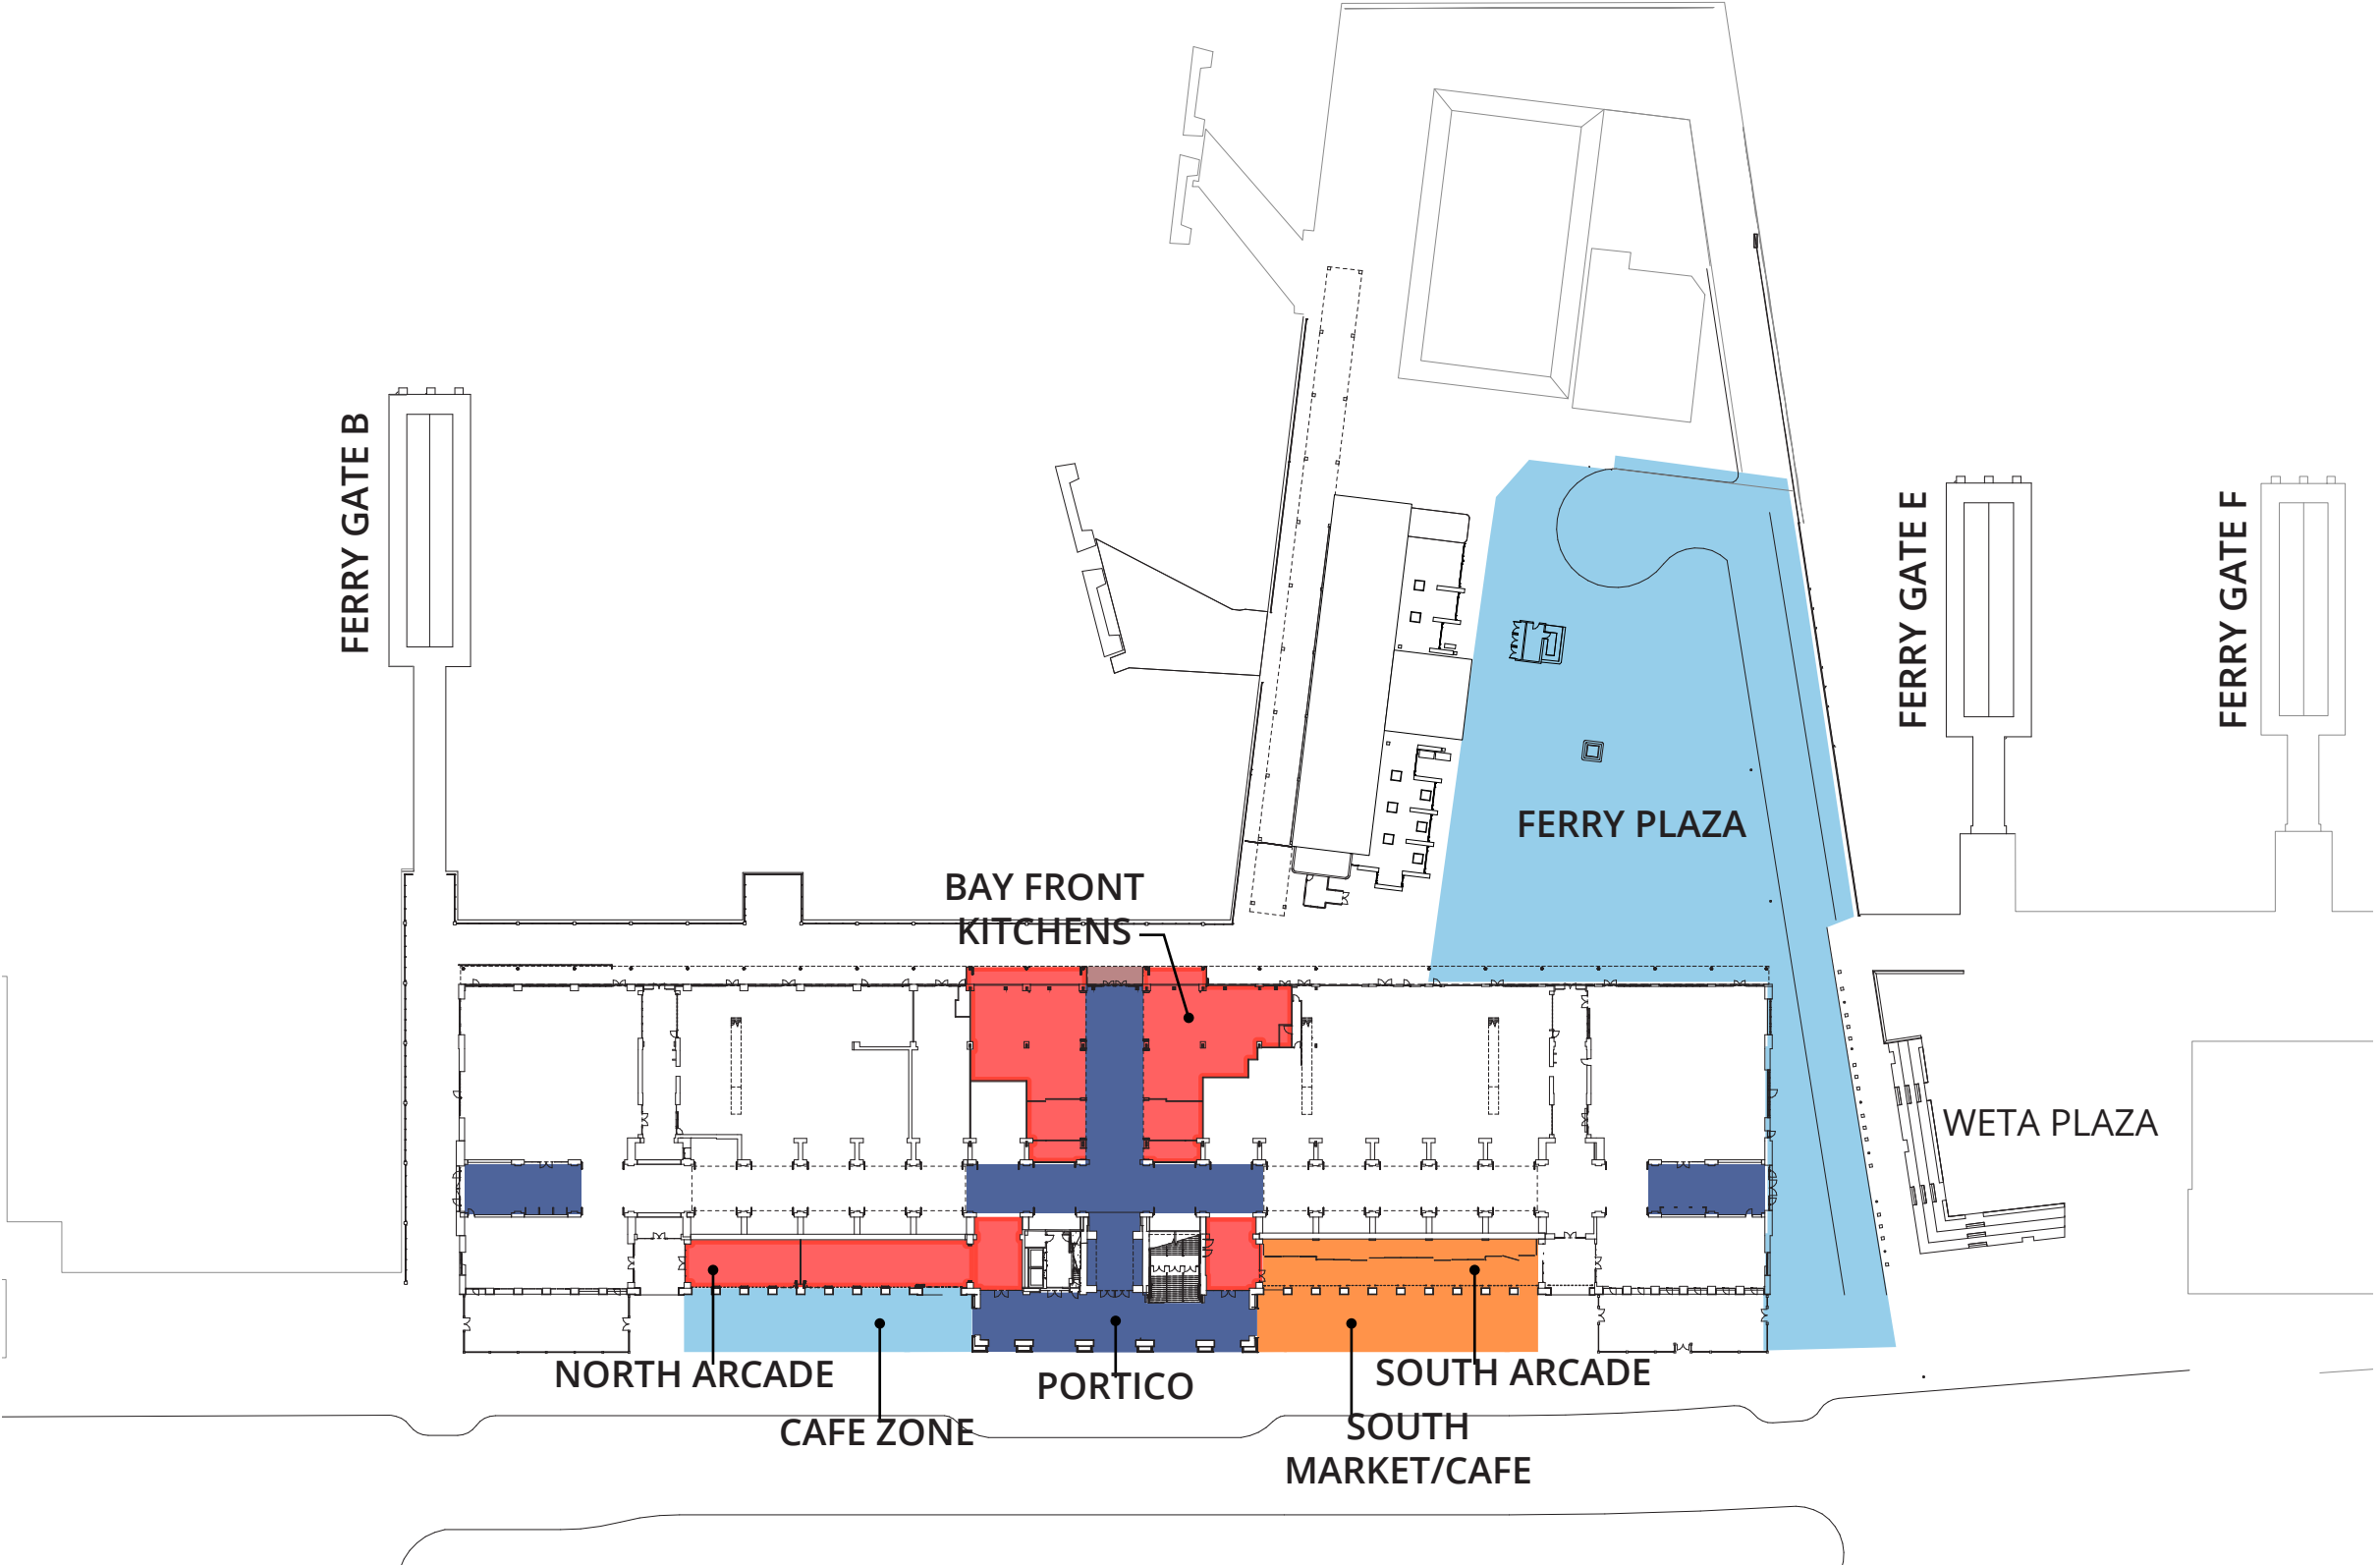 FERRY GATE B
FERRY GATE E
FERRY GATE F
FERRY PLAZA
BAY FRONT
KITCHENS
WETA PLAZA
NORTH ARCADE
PORTICO
SOUTH ARCADE
CAFE ZONE
SOUTH
MARKET/CAFE